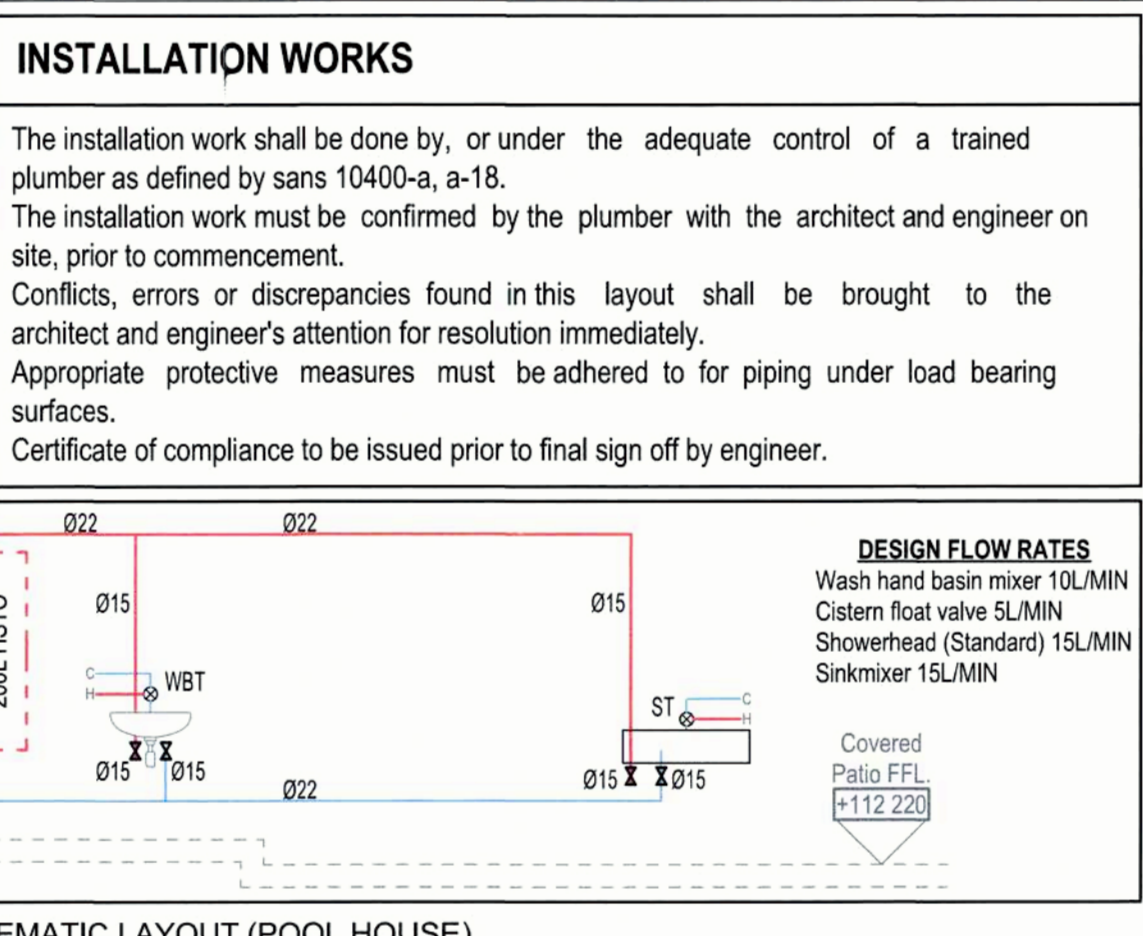 INSTALLATION WORKS
The installation work shall be done by, or under the adequate control of a trained
plumber as defined by sans 10400-a, a-18.
The installation work must be confirmed by the plumber with the architect and engineer on
site, prior to commencement.
Conflicts, errors or discrepancies found in this layout shall be brought to the
architect and engineer's attention for resolution immediately.
Appropriate protective measures must be adhered to for piping under load bearing
surfaces.
Certificate of compliance to be issued prior to final sign off by engineer.
Ø22 Ø22
DESIGN FLOW RATES
Wash hand basin mixer 10L/MIN
Cistern float valve 5L/MIN
Showerhead (Standard) 15L/MIN
Sinkmixer 15L/MIN
Ø15 Ø15
C
H
WBT
ST
C
H
Ø15 Ø15
Ø15 Ø15
Ø22
Covered
Patio FFL.
+112 220
LAYOUT (POOL HOUSE)